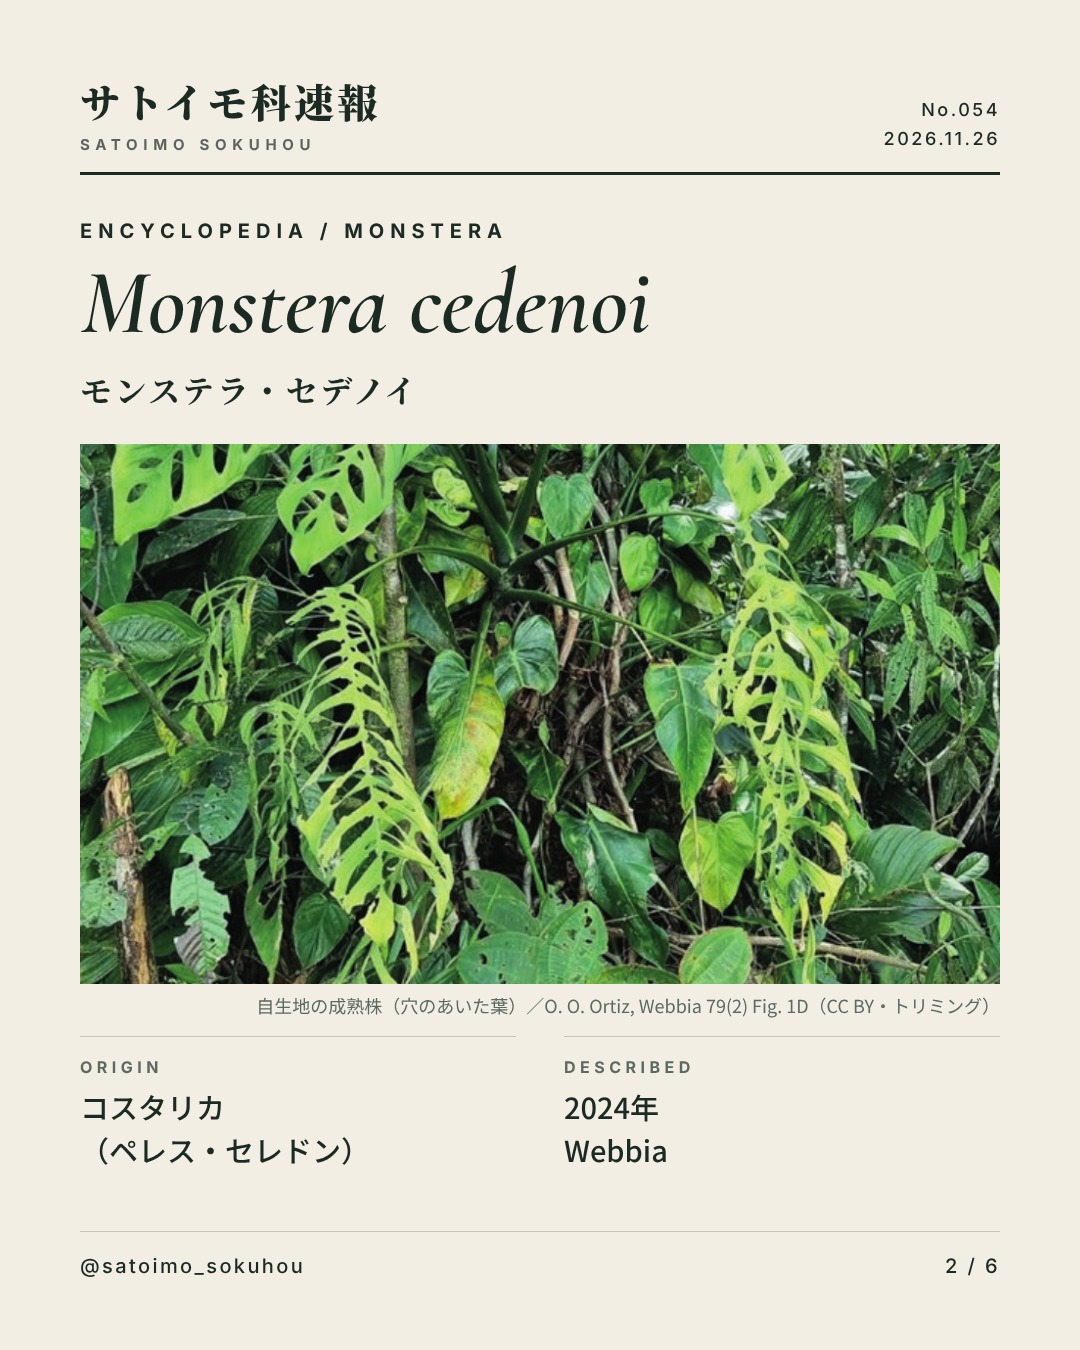 サトイモ科速報
SATOIMO SOKUHOU
No.054
2026.11.26
ENCYCLOPEDIA / MONSTERA
Monstera cedenoi
モンステラ・セデノイ
自生地の成熟株（穴のあいた葉）／O. O. Ortiz, Webbia 79(2) Fig. 1D（CC BY・トリミング）
ORIGIN
コスタリカ
（ペレス・セレドン）
DESCRIBED
2024年
Webbia
@satoimo_sokuhou
2 / 6